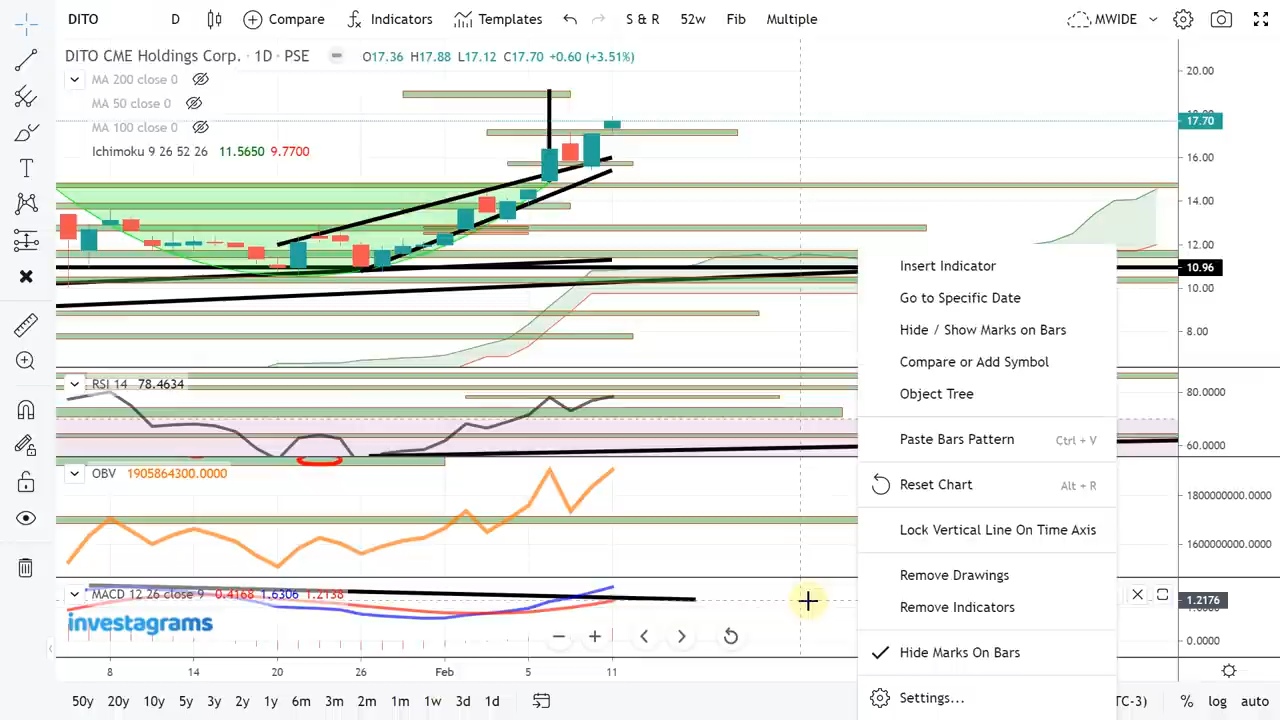 DITO D Compare Indicators Templates S & R 52w Fib Multiple MWIDE
DITO CME Holdings Corp. · 1D · PSE O17.36 H17.88 L17.12 C17.70 +0.60 (+3.51%)
MA 200 close 0
MA 50 close 0
MA 100 close 0
Ichimoku 9 26 52 26 11.5650 9.7700
20.00
18.00
17.70
16.00
14.00
12.00
10.96
10.00
8.00
RSI 14 78.4634
80.0000
60.0000
OBV 1905864300.0000
1800000000.0000
1600000000.0000
MACD 12 26 close 9 0.4168 1.6306 1.2138
1.2176
1.0000
0.0000
investagrams
Insert Indicator
Go to Specific Date
Hide / Show Marks on Bars
Compare or Add Symbol
Object Tree
Paste Bars Pattern Ctrl + V
Reset Chart Alt + R
Lock Vertical Line On Time Axis
Remove Drawings
Remove Indicators
Hide Marks On Bars
Settings...
8 14 20 26 Feb 5 11
50y 20y 10y 5y 3y 2y 1y 6m 3m 2m 1m 1w 3d 1d TC-3) % log auto